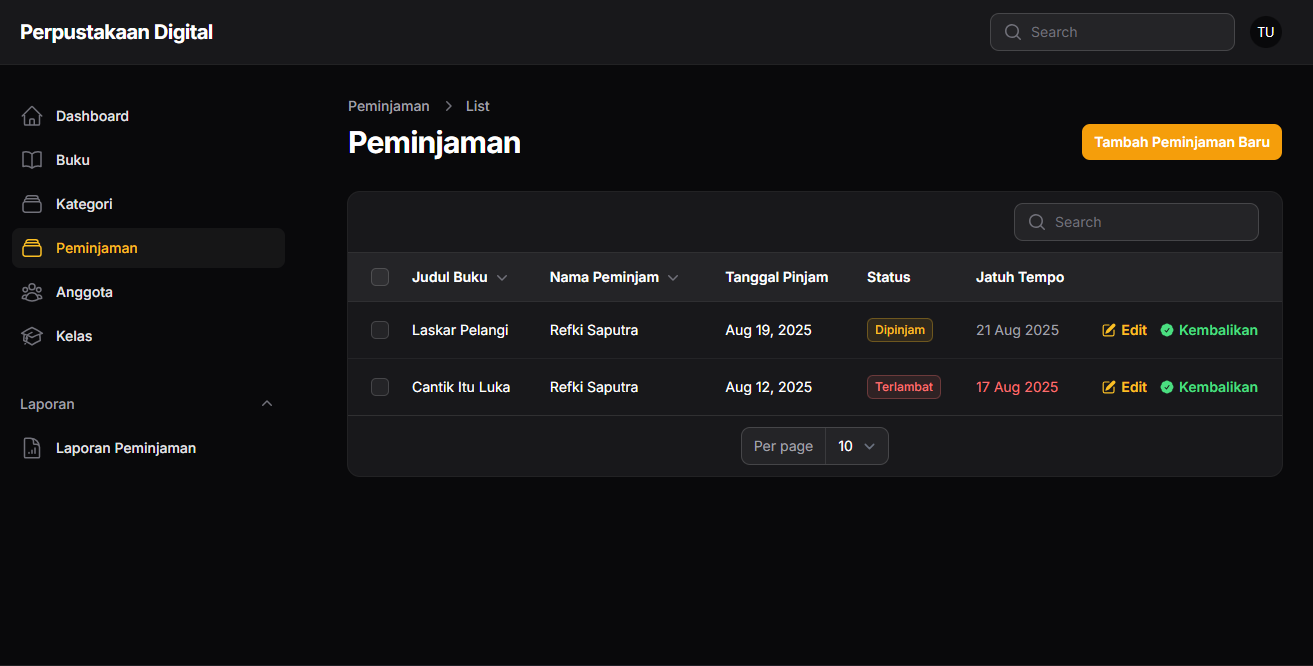 Perpustakaan Digital
Search
TU
Dashboard
Buku
Kategori
Peminjaman
Anggota
Kelas
Laporan
Laporan Peminjaman
Peminjaman > List
Peminjaman
Tambah Peminjaman Baru
Search
Judul Buku Nama Peminjam Tanggal Pinjam Status Jatuh Tempo
Laskar Pelangi Refki Saputra Aug 19, 2025 Dipinjam 21 Aug 2025 Edit Kembalikan
Cantik Itu Luka Refki Saputra Aug 12, 2025 Terlambat 17 Aug 2025 Edit Kembalikan
Per page 10